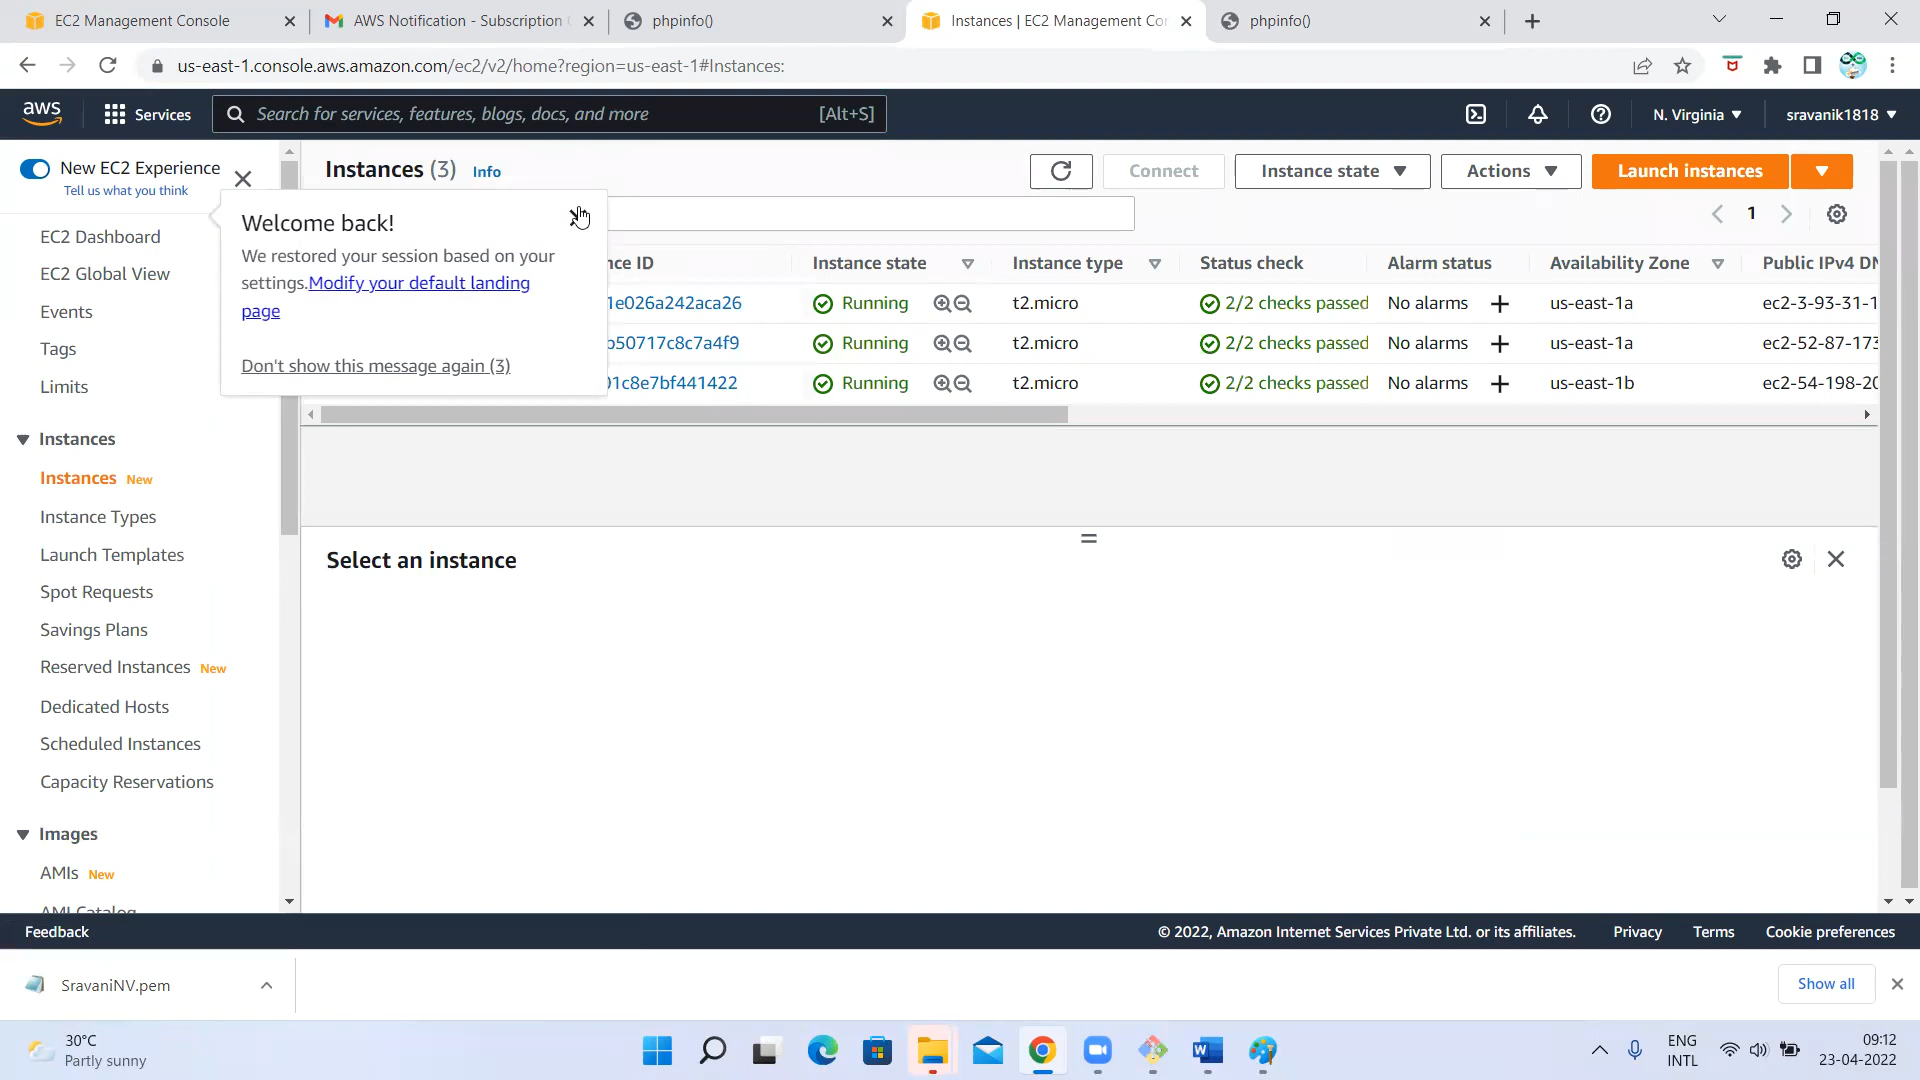 EC2 Management Console
AWS Notification - Subscription
phpinfo()
Instances | EC2 Management Co
phpinfo()
us-east-1.console.aws.amazon.com/ec2/v2/home?region=us-east-1#Instances:
aws
Services
Search for services, features, blogs, docs, and more
[Alt+S]
N. Virginia
sravanik1818
New EC2 Experience
Tell us what you think
EC2 Dashboard
EC2 Global View
Events
Tags
Limits
Instances
Instances New
Instance Types
Launch Templates
Spot Requests
Savings Plans
Reserved Instances New
Dedicated Hosts
Scheduled Instances
Capacity Reservations
Images
AMIs New
AMI Catalog
Welcome back!
We restored your session based on your
settings.Modify your default landing
page
Don't show this message again (3)
Instances (3) Info
Connect
Instance state
Actions
Launch instances
1
nce ID Instance state Instance type Status check Alarm status Availability Zone Public IPv4 DN
1e026a242aca26 Running t2.micro 2/2 checks passed No alarms + us-east-1a ec2-3-93-31-1
b50717c8c7a4f9 Running t2.micro 2/2 checks passed No alarms + us-east-1a ec2-52-87-173
01c8e7bf441422 Running t2.micro 2/2 checks passed No alarms + us-east-1b ec2-54-198-20
Select an instance
Feedback
© 2022, Amazon Internet Services Private Ltd. or its affiliates.
Privacy
Terms
Cookie preferences
SravaniNV.pem
Show all
30°C
Partly sunny
ENG
INTL
09:12
23-04-2022